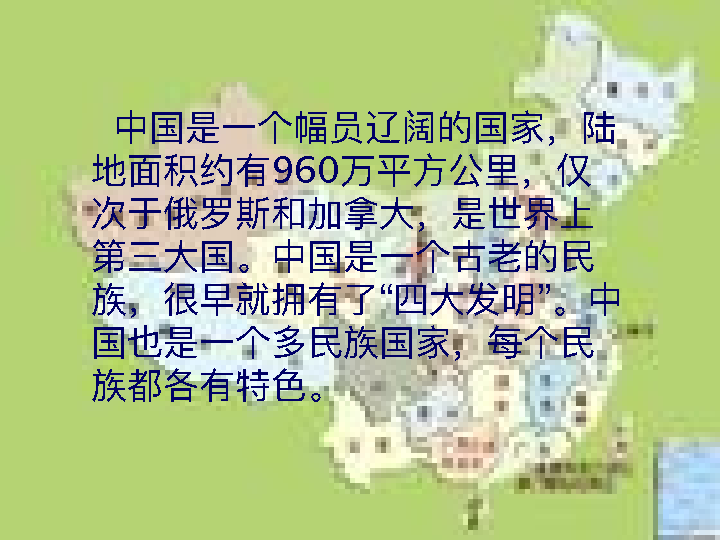 中国是一个幅员辽阔的国家，陆
地面积约有960万平方公里，仅
次于俄罗斯和加拿大，是世界上
第三大国。中国是一个古老的民
族，很早就拥有了“四大发明”。中
国也是一个多民族国家，每个民
族都各有特色。